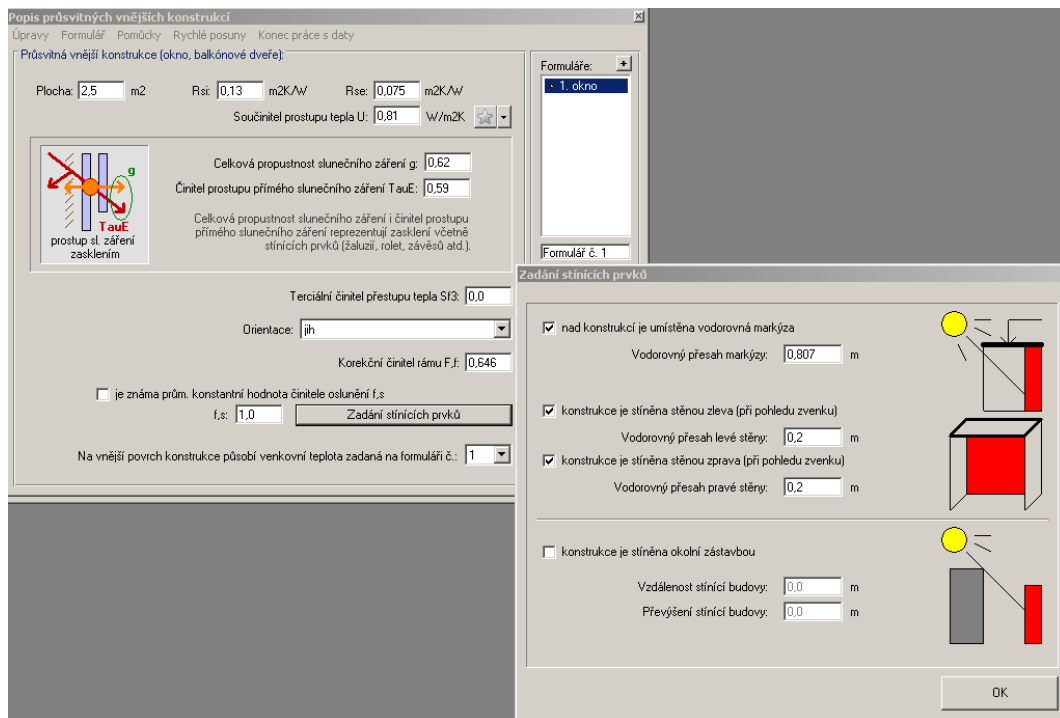 Popis průsvitných vnějších konstrukcí
Úpravy Formulář Pomůcky Rychlé posuny Konec práce s daty
Průsvitná vnější konstrukce (okno, balkónové dveře):
Plocha: 2,5 m2 Rsi: 0,13 m2K/W Rse: 0,075 m2K/W
Součinitel prostupu tepla U: 0,81 W/m2K
g
TauE
prostup sl. záření
zasklením
Celková propustnost slunečního záření g: 0,62
Činitel prostupu přímého slunečního záření TauE: 0,59
Celková propustnost slunečního záření i činitel prostupu
přímého slunečního záření reprezentují zasklení včetně
stínících prvků (žaluzií, rolet, závěsů atd.).
Terciální činitel přestupu tepla Sf3: 0,0
Orientace: jih
Korekční činitel rámu F,f: 0,646
je známa prům. konstantní hodnota činitele oslunění f,s
f,s: 1,0 Zadání stínících prvků
Na vnější povrch konstrukce působí venkovní teplota zadaná na formuláři č.: 1
Formuláře: +
1. okno
Formulář č. 1
Zadání stínících prvků
nad konstrukcí je umístěna vodorovná markýza
Vodorovný přesah markýzy: 0,807 m
konstrukce je stíněna stěnou zleva (při pohledu zvenku)
Vodorovný přesah levé stěny: 0,2 m
konstrukce je stíněna stěnou zprava (při pohledu zvenku)
Vodorovný přesah pravé stěny: 0,2 m
konstrukce je stíněna okolní zástavbou
Vzdálenost stínící budovy: 0,0 m
Převýšení stínící budovy: 0,0 m
OK